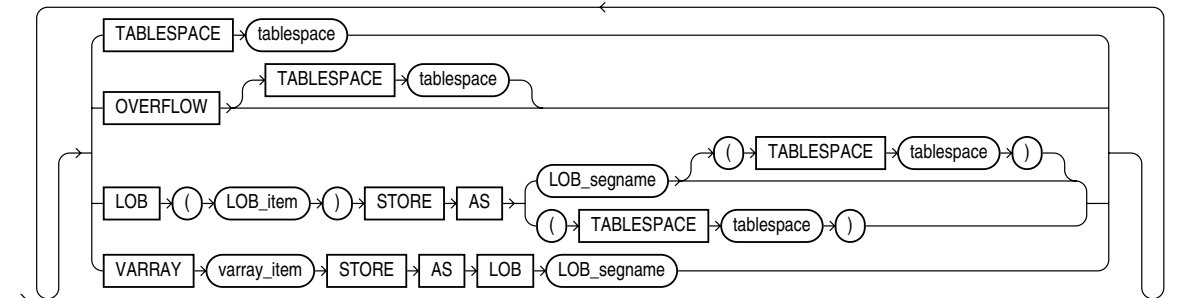 TABLESPACE tablespace
TABLESPACE tablespace
OVERFLOW
( TABLESPACE tablespace )
LOB_segname
LOB ( LOB_item ) STORE AS
( TABLESPACE tablespace )
VARRAY varray_item STORE AS LOB LOB_segname